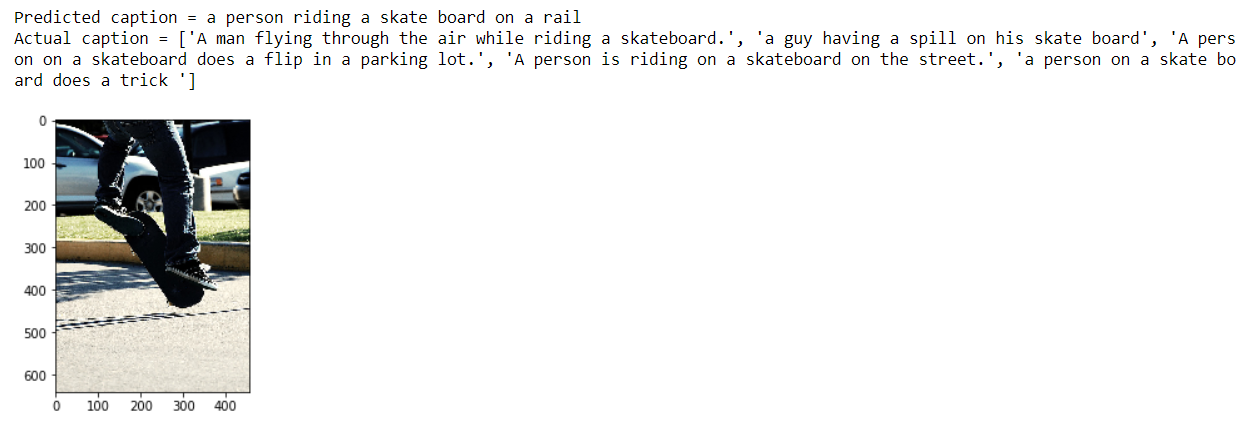 Predicted caption = a person riding a skate board on a rail
Actual caption = ['A man flying through the air while riding a skateboard.', 'a guy having a spill on his skate board', 'A pers
on on a skateboard does a flip in a parking lot.', 'A person is riding on a skateboard on the street.', 'a person on a skate bo
ard does a trick ']
0
100
200
300
400
500
600
0 100 200 300 400